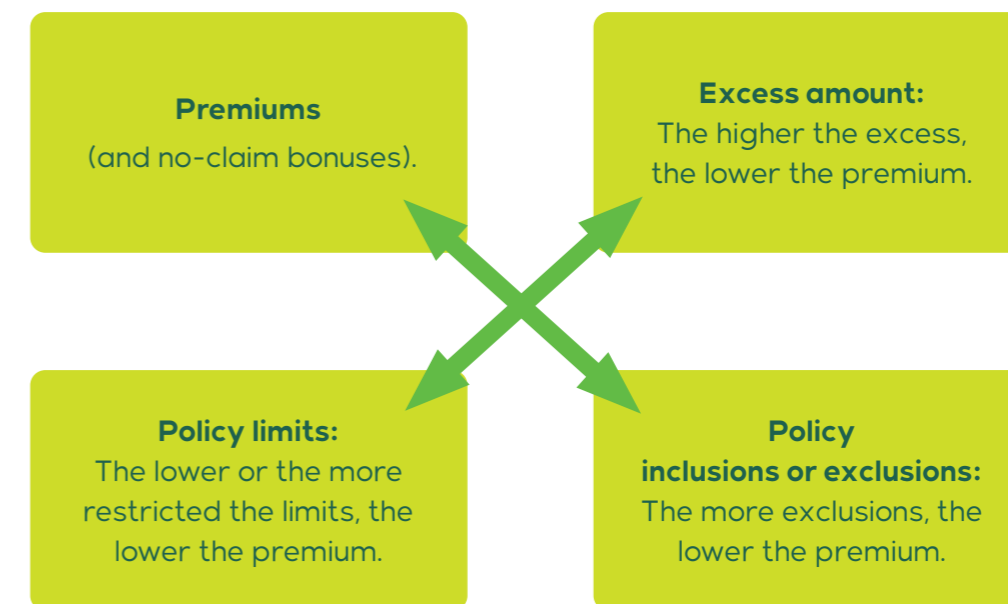 Premiums
(and no-claim bonuses).
Excess amount:
The higher the excess,
the lower the premium.
Policy limits:
The lower or the more
restricted the limits, the
lower the premium.
Policy
inclusions or exclusions:
The more exclusions, the
lower the premium.